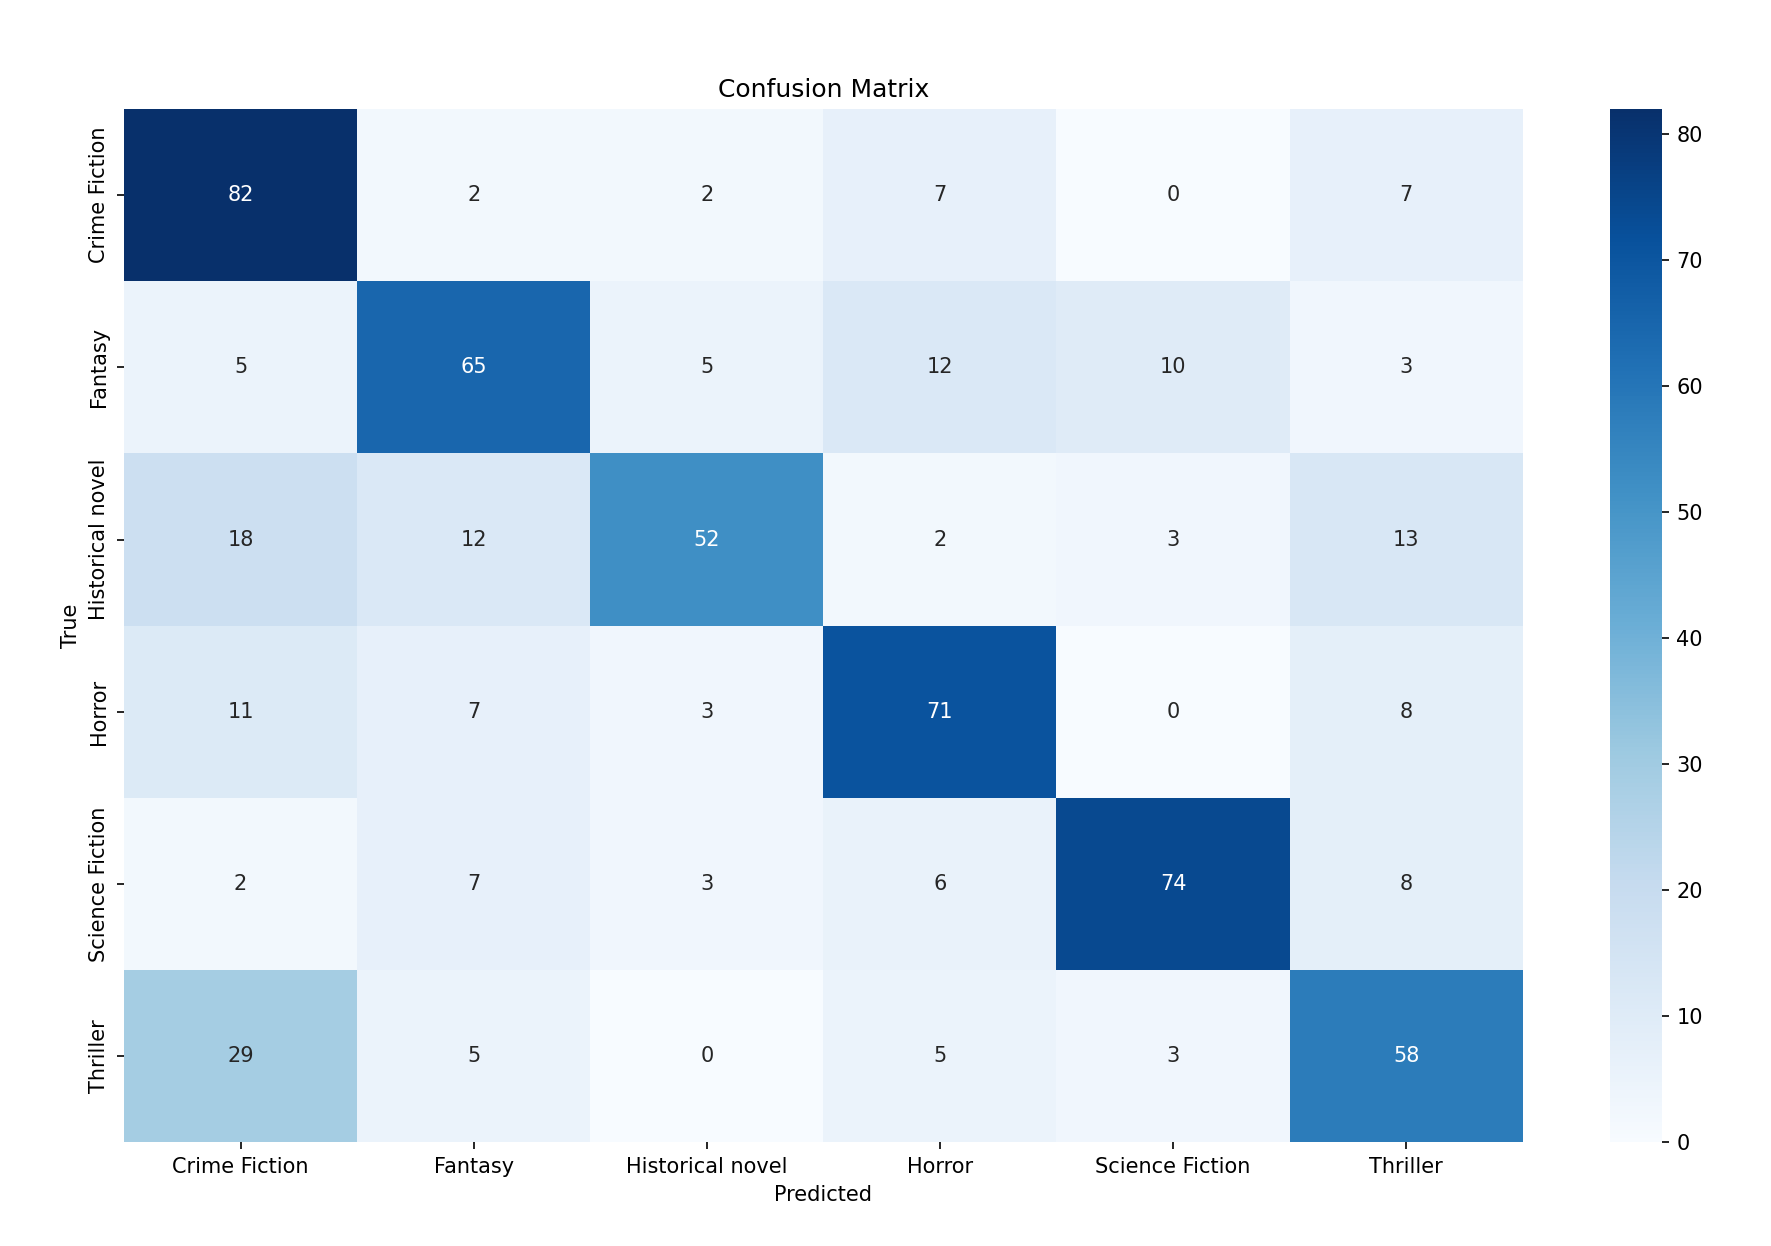 Confusion Matrix
Crime Fiction 82 2 2 7 0 7
Fantasy 5 65 5 12 10 3
Historical novel 18 12 52 2 3 13
Horror 11 7 3 71 0 8
Science Fiction 2 7 3 6 74 8
Thriller 29 5 0 5 3 58
True
Crime Fiction Fantasy Historical novel Horror Science Fiction Thriller
Predicted
80
70
60
50
40
30
20
10
0